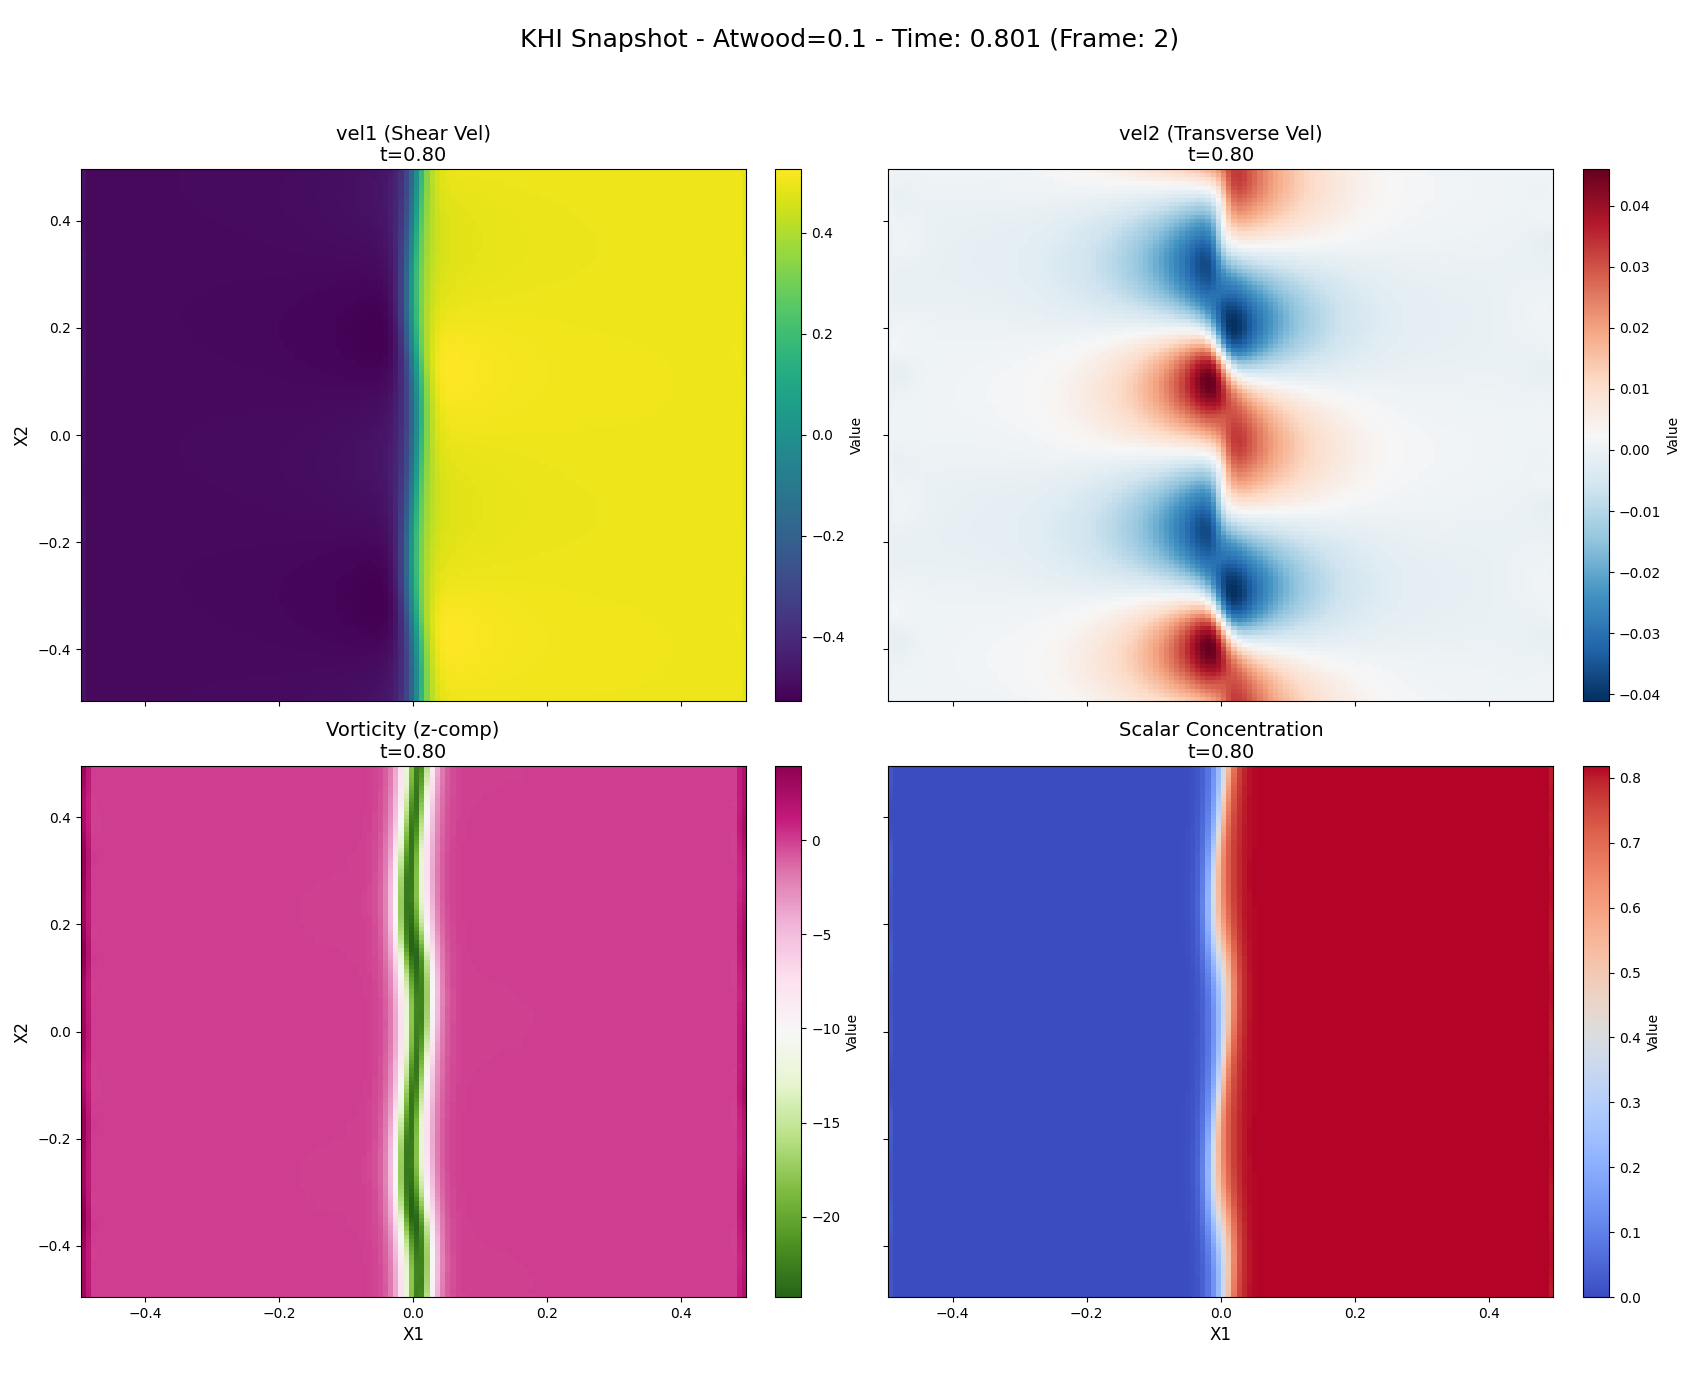 KHI Snapshot - Atwood=0.1 - Time: 0.801 (Frame: 2)
vel1 (Shear Vel)
t=0.80
X2
0.4
0.2
0.0
−0.2
−0.4
0.4
0.2
0.0
−0.2
−0.4
Value
vel2 (Transverse Vel)
t=0.80
0.04
0.03
0.02
0.01
0.00
−0.01
−0.02
−0.03
−0.04
Value
Vorticity (z-comp)
t=0.80
X2
0.4
0.2
0.0
−0.2
−0.4
−0.4 −0.2 0.0 0.2 0.4
X1
0
−5
−10
−15
−20
Value
Scalar Concentration
t=0.80
−0.4 −0.2 0.0 0.2 0.4
X1
0.8
0.7
0.6
0.5
0.4
0.3
0.2
0.1
0.0
Value